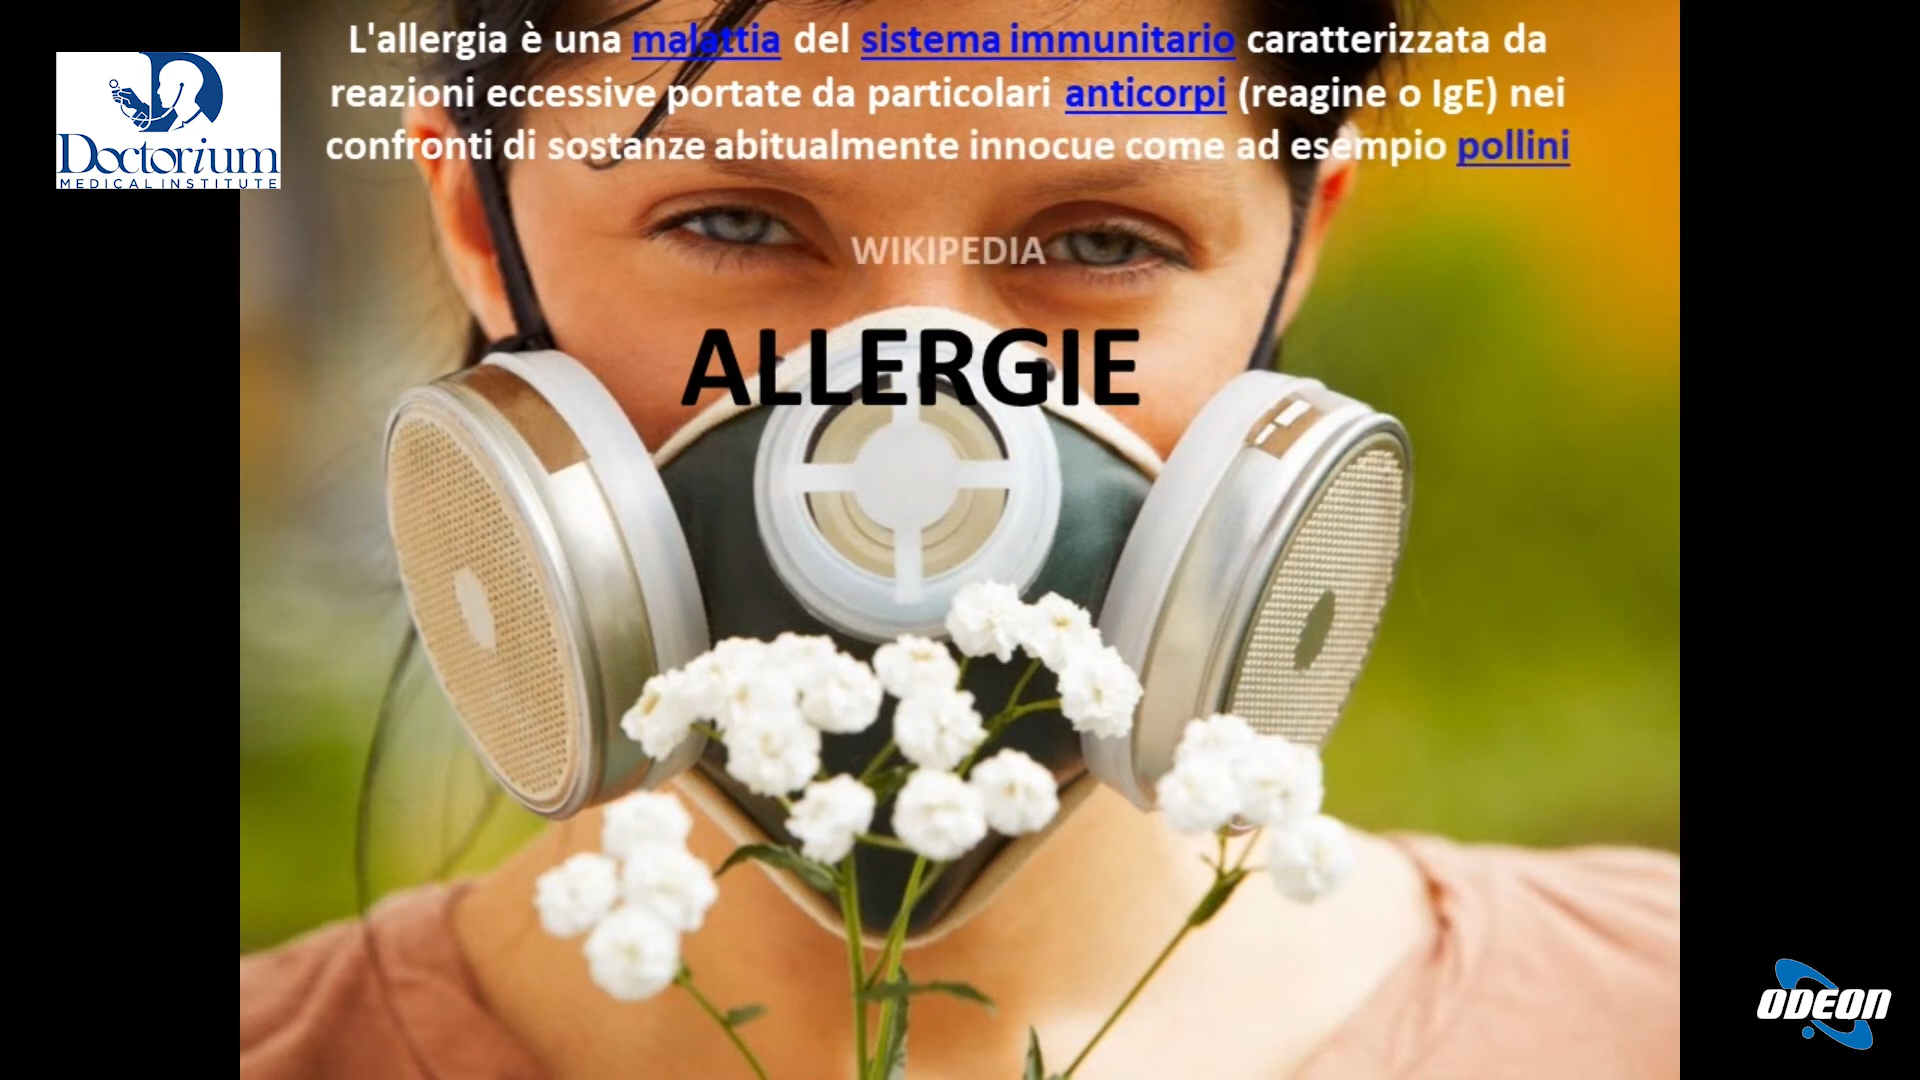 L'allergia è una malattia del sistema immunitario caratterizzata da
reazioni eccessive portate da particolari anticorpi (reagine o IgE) nei
confronti di sostanze abitualmente innocue come ad esempio pollini
Doctorium
MEDICAL INSTITUTE
WIKIPEDIA
ALLERGIE
ODEON